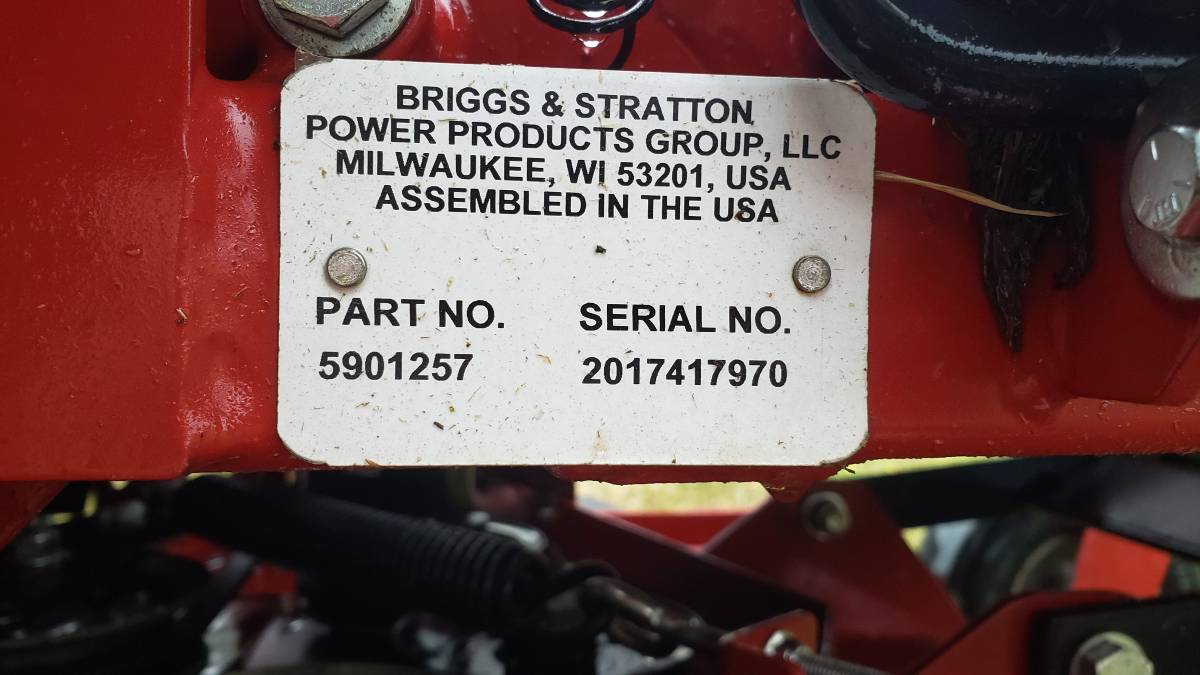 BRIGGS & STRATTON
POWER PRODUCTS GROUP, LLC
MILWAUKEE, WI 53201, USA
ASSEMBLED IN THE USA
PART NO. SERIAL NO.
5901257 2017417970